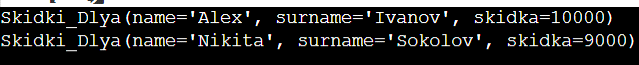 Skidki_Dlya(name='Alex', surname='Ivanov', skidka=10000)
Skidki_Dlya(name='Nikita', surname='Sokolov', skidka=9000)